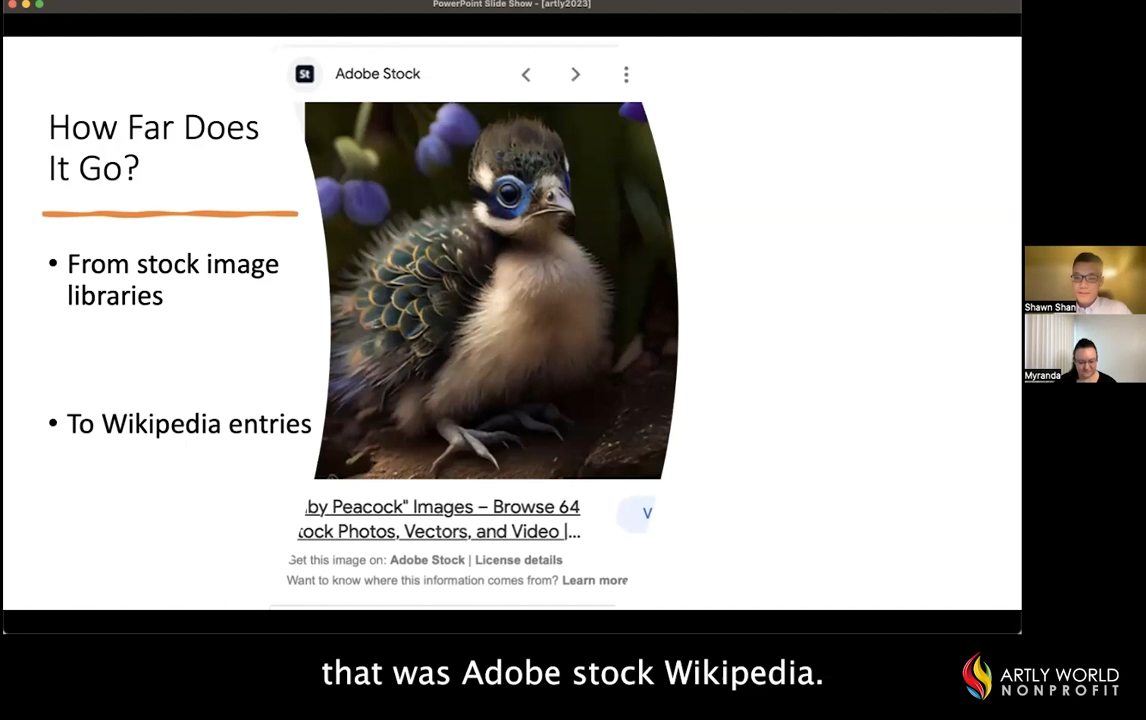 PowerPoint Slide Show - [artly2023]
St Adobe Stock
How Far Does
It Go?
• From stock image
libraries
• To Wikipedia entries
by Peacock" Images – Browse 64
ock Photos, Vectors, and Video |...
V
Get this image on: Adobe Stock | License details
Want to know where this information comes from? Learn more
Shawn Shan
Myranda
that was Adobe stock Wikipedia.
ARTLY WORLD
NONPROFIT